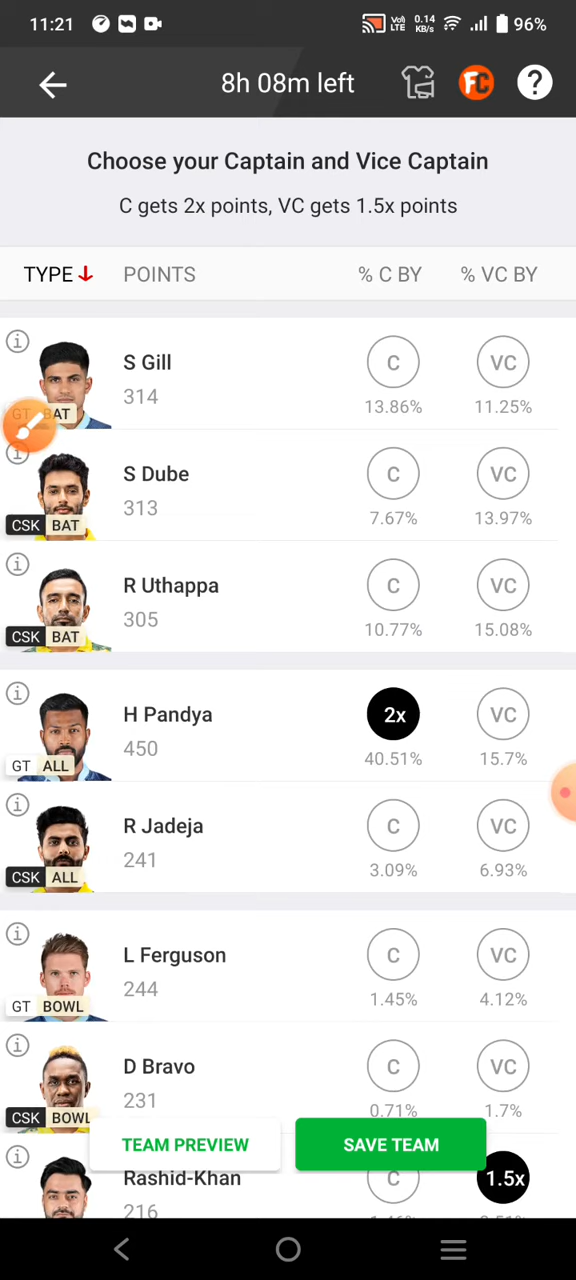 11:21 Vo) LTE 0.14 KB/s 96%
8h 08m left FC ?
Choose your Captain and Vice Captain
C gets 2x points, VC gets 1.5x points
TYPE POINTS % C BY % VC BY
S Gill C VC
314 13.86% 11.25%
GT BAT
S Dube C VC
313 7.67% 13.97%
CSK BAT
R Uthappa C VC
305 10.77% 15.08%
CSK BAT
H Pandya 2x VC
450 40.51% 15.7%
GT ALL
R Jadeja C VC
241 3.09% 6.93%
CSK ALL
L Ferguson C VC
244 1.45% 4.12%
GT BOWL
D Bravo C VC
231 0.71% 1.7%
CSK BOWL
TEAM PREVIEW SAVE TEAM
Rashid-Khan C 1.5x
216